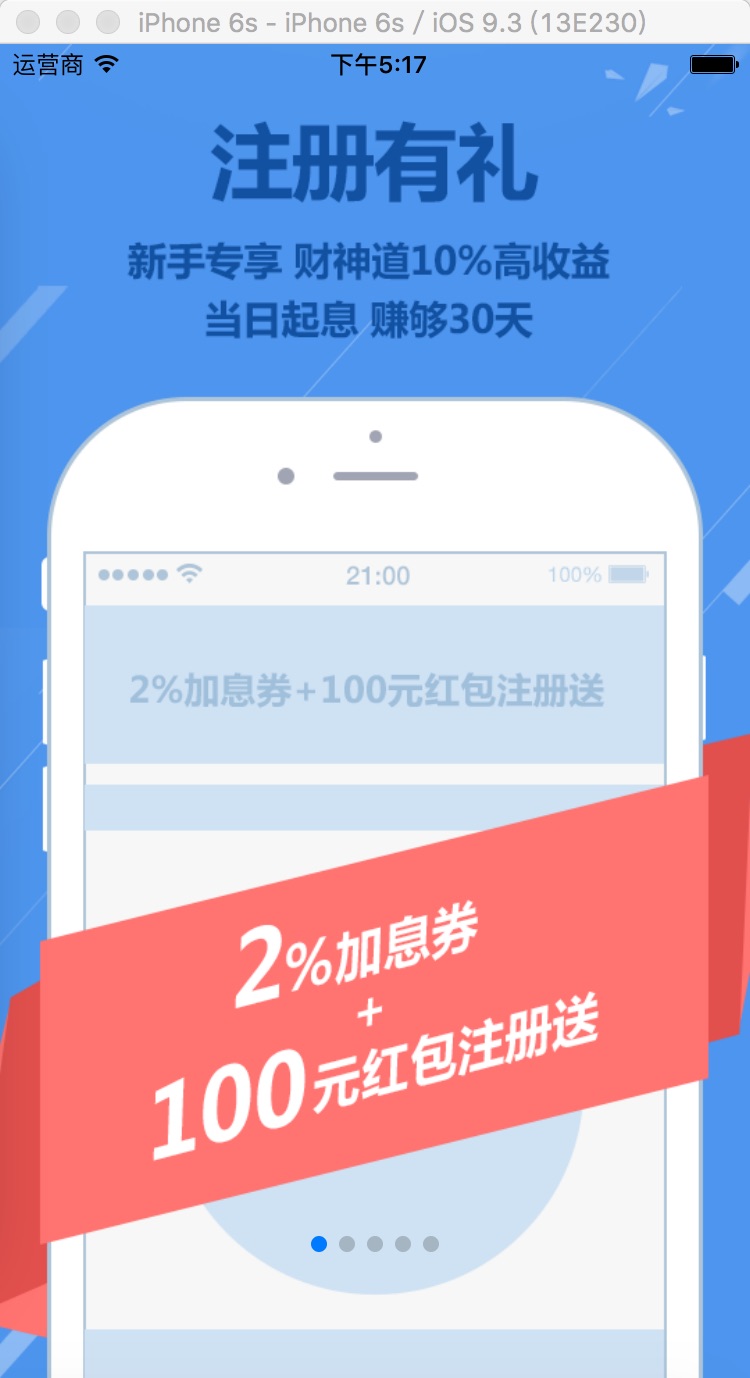 iPhone 6s - iPhone 6s / iOS 9.3 (13E230)
运营商 下午5:17
注册有礼
新手专享 财神道10%高收益
当日起息 赚够30天
21:00 100%
2%加息券+100元红包注册送
2%加息券
+
100元红包注册送